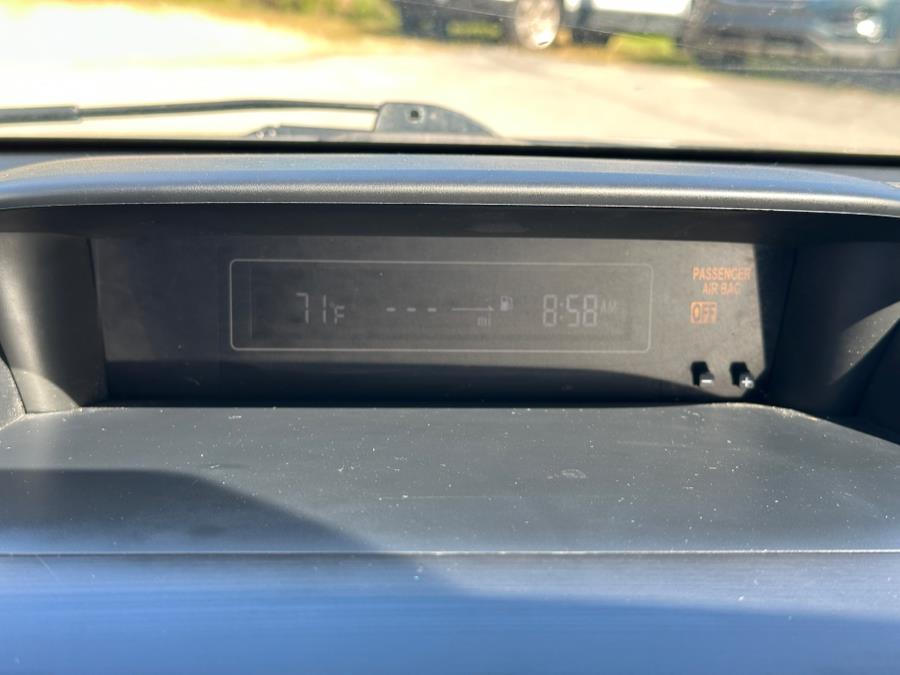 71°F --- mi 8:58 AM
PASSENGER
AIR BAG
OFF
- +